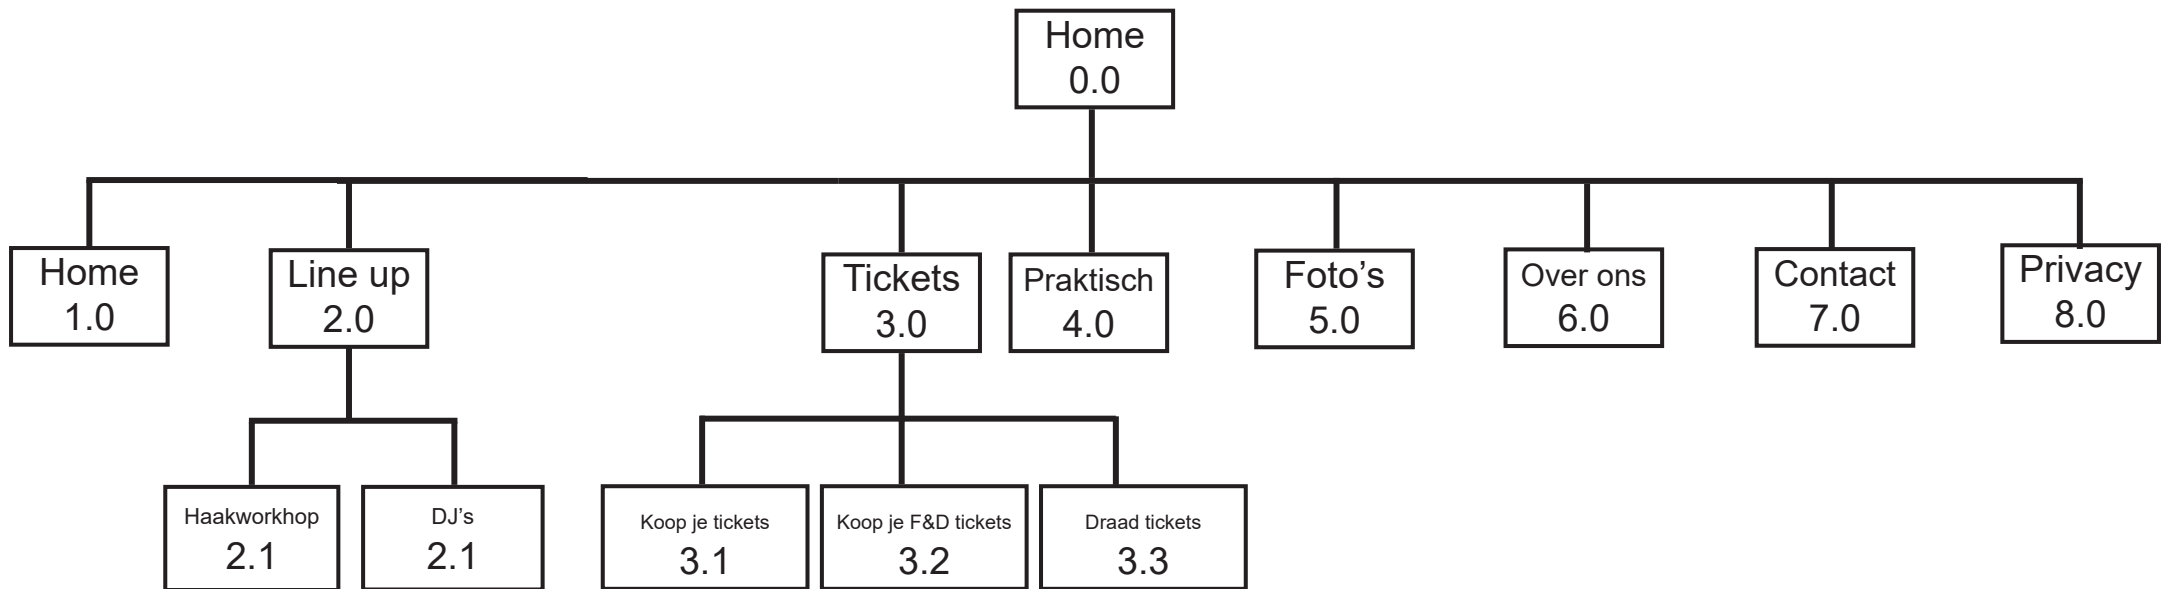 Home
0.0
Home
1.0
Line up
2.0
Tickets
3.0
Praktisch
4.0
Foto’s
5.0
Over ons
6.0
Contact
7.0
Privacy
8.0
Haakworkhop
2.1
DJ’s
2.1
Koop je tickets
3.1
Koop je F&D tickets
3.2
Draad tickets
3.3